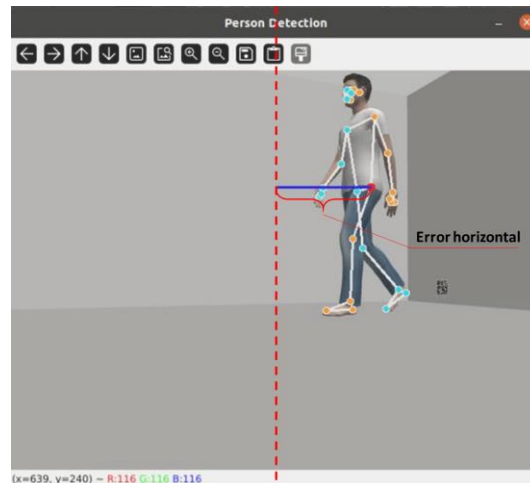 Person Detection
Error horizontal
(x=639, y=240) ~ R:116 G:116 B:116